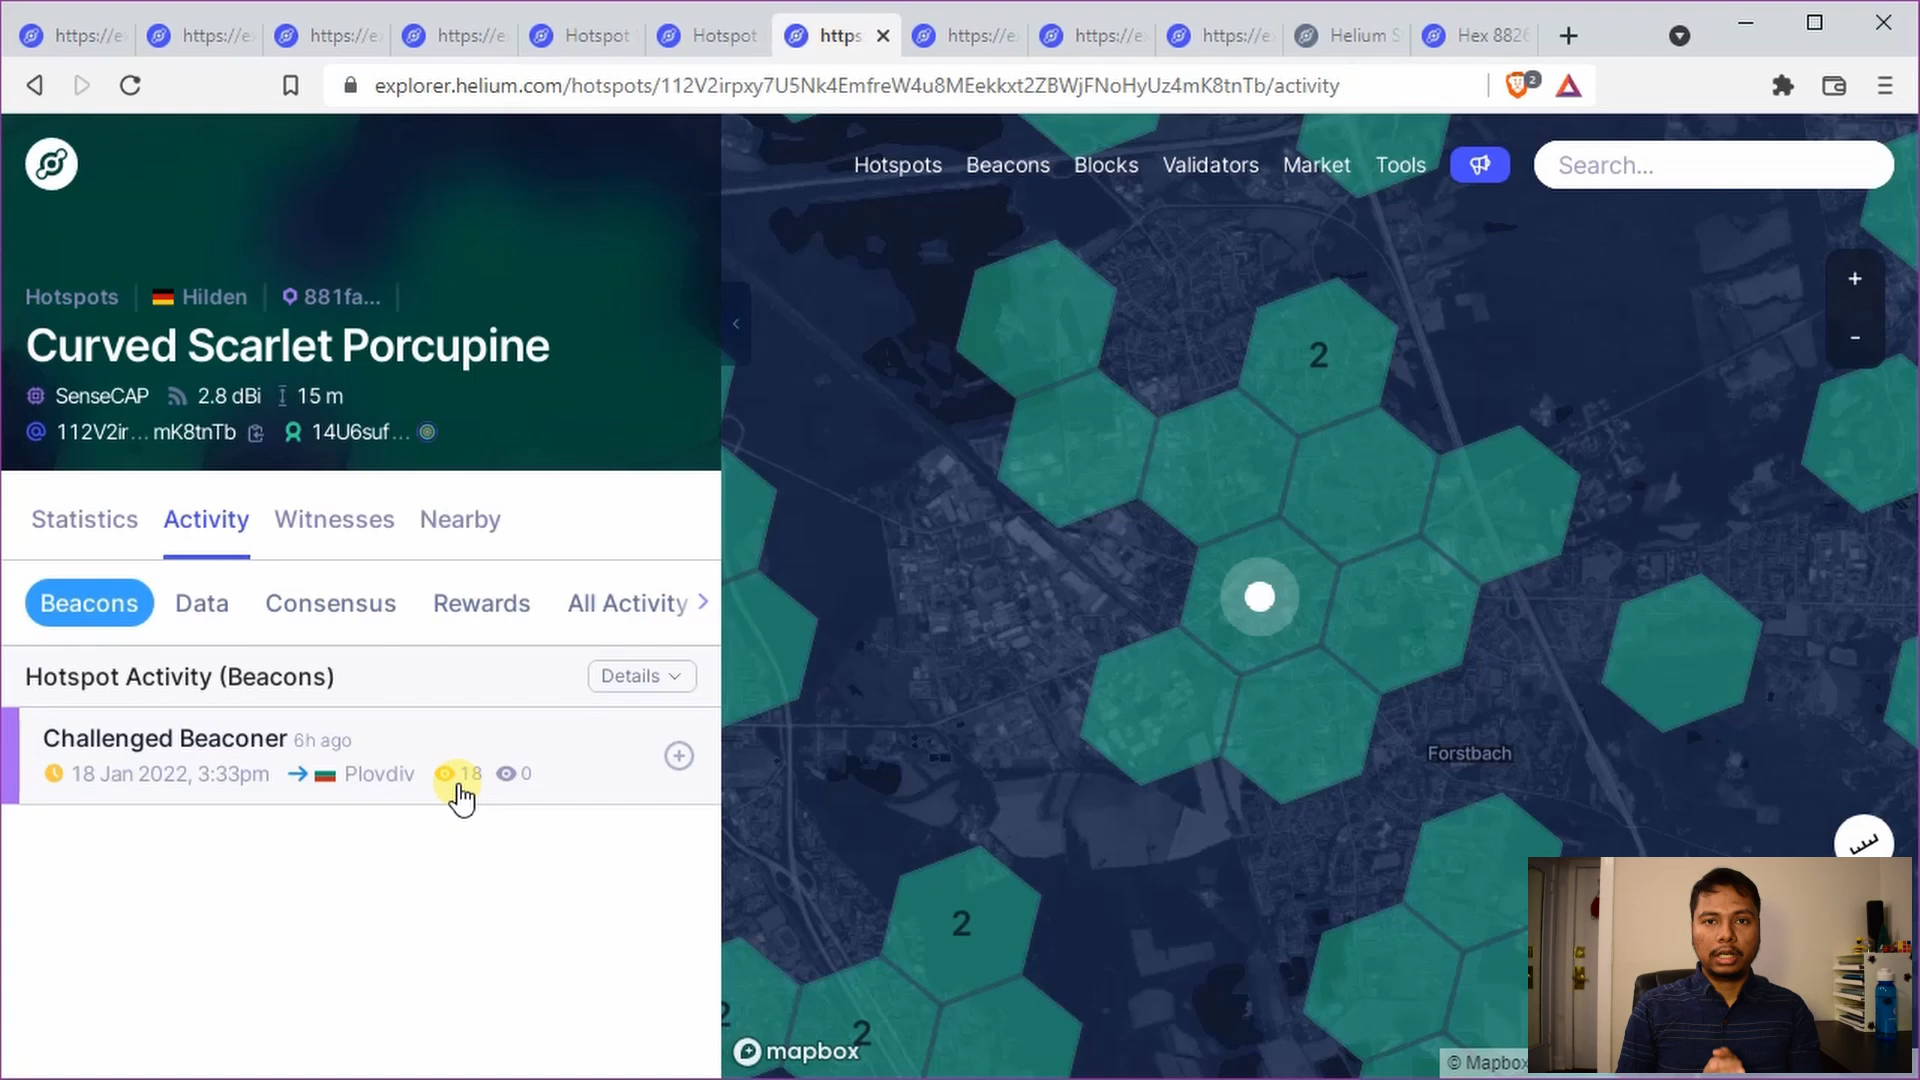 https://e
https://e
https://e
https://e
Hotspot
Hotspot
https
https://e
https://e
https://e
Helium S
Hex 8826
explorer.helium.com/hotspots/112V2irpxy7U5Nk4EmfreW4u8MEekkxt2ZBWjFNoHyUz4mK8tnTb/activity
2
Hotspots Beacons Blocks Validators Market Tools
Search...
Hotspots Hilden 881fa...
Curved Scarlet Porcupine
SenseCAP 2.8 dBi 15 m
112V2ir... mK8tnTb 14U6suf...
Statistics Activity Witnesses Nearby
Beacons Data Consensus Rewards All Activity
Hotspot Activity (Beacons) Details
Challenged Beaconer 6h ago
18 Jan 2022, 3:33pm Plovdiv 18 0
+
-
2
Forstbach
2
2
2
mapbox
© Mapbox